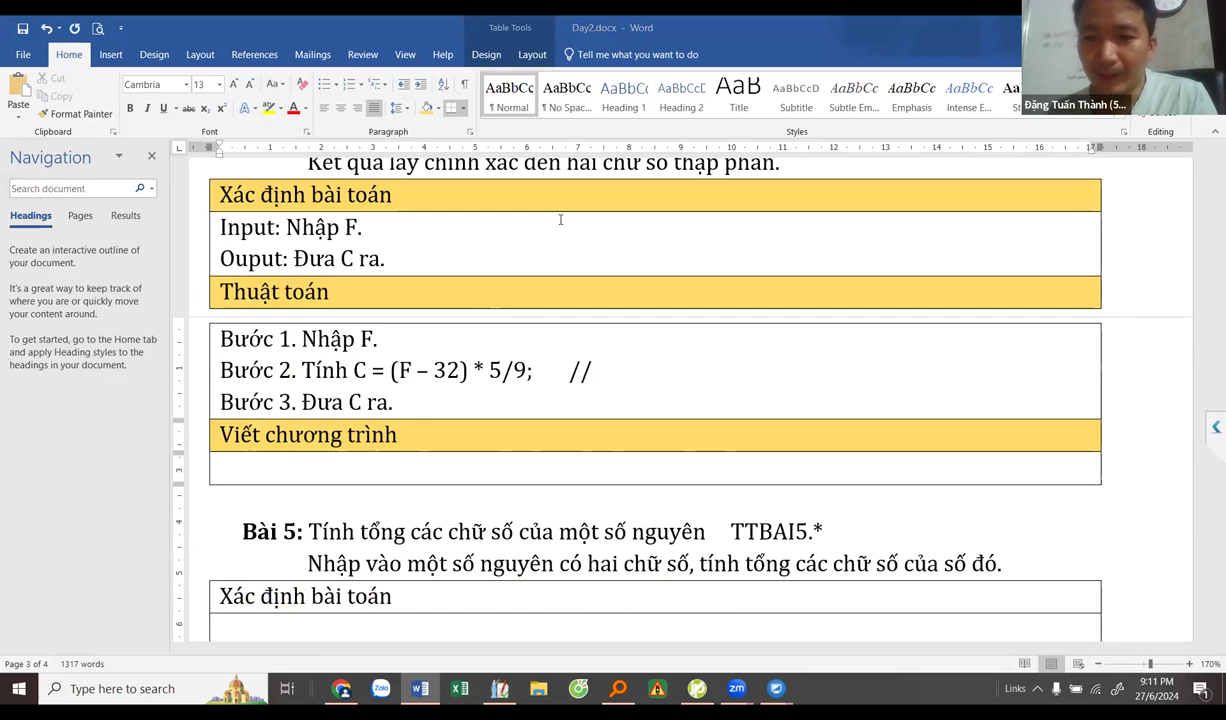 Table Tools
Day2.docx - Word
File
Home
Insert
Design
Layout
References
Mailings
Review
View
Help
Design
Layout
Tell me what you want to do
Paste
Cut
Copy
Format Painter
Clipboard
Cambria
13
Font
Paragraph
AaBbCc
¶ Normal
AaBbCc
¶ No Spac...
AaBbCc
Heading 1
AaBbCc
Heading 2
AaB
Title
AaBbCcD
Subtitle
AaBbCc
Subtle Em...
AaBbCc
Emphasis
AaBbCc
Intense E...
Styles
Editing
Đặng Tuấn Thành (5...
Navigation
Search document
Headings
Pages
Results
Create an interactive outline of
your document.
It's a great way to keep track of
where you are or quickly move
your content around.
To get started, go to the Home tab
and apply Heading styles to the
headings in your document.
Kết quả lấy chính xác đến hai chữ số thập phân.
Xác định bài toán
Input: Nhập F.
Ouput: Đưa C ra.
Thuật toán
Bước 1. Nhập F.
Bước 2. Tính C = (F – 32) * 5/9; //
Bước 3. Đưa C ra.
Viết chương trình
Bài 5: Tính tổng các chữ số của một số nguyên TTBAI5.*
Nhập vào một số nguyên có hai chữ số, tính tổng các chữ số của số đó.
Xác định bài toán
Page 3 of 4
1317 words
170%
Type here to search
Links
9:11 PM
27/6/2024